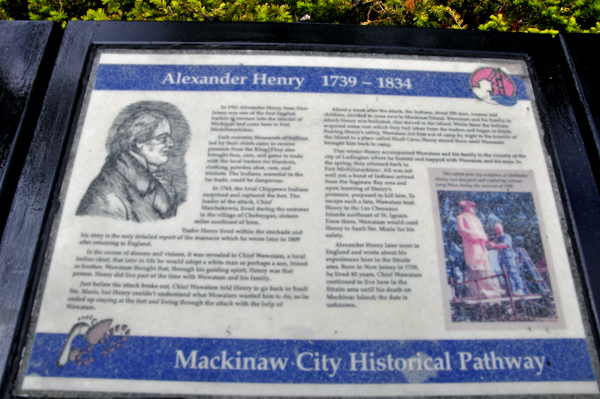 Alexander Henry 1739 – 1834
In 1761 Alexander Henry from New
Jersey was one of the first English
traders to venture into the interior of
Michigan and came here to Fort
Michilimackinac.
Each summer, thousands of Indians
led by their chiefs came to receive
presents from the King. They also
brought furs, corn, and game to trade
with the local traders for blankets,
clothing, powder, shot, rum, and
trinkets. The Indians, essential to the
fur trade, could be dangerous.
In 1763, the local Chippewa Indians
surprised and captured the fort. The
leader of the attack, Chief
Matchekewis, lived during the summer
in the village of Cheboygan, sixteen
miles southeast of here.
Trader Henry lived within the stockade and
his story is the only detailed report of the massacre which he wrote later in 1809
after returning to England.
In the course of dreams and visions, it was revealed to Chief Wawatam, a local
Indian chief, that later in life he would adopt a white man as perhaps a son, friend
or brother. Wawatam thought that, through his guiding spirit, Henry was that
person. Henry did live part of the time with Wawatam and his family.
Just before the attack broke out, Chief Wawatam told Henry to go back to Sault
Ste. Marie, but Henry couldn't understand what Wawatam wanted him to do, so he
ended up staying at the fort and living through the attack with the help of
Wawatam.
About a week after the attack, the Indians, about 350 men, women, and
children, decided to cross over to Mackinac Island. Wawatam and his family, in
which Henry was included, also moved to the island. While there the Indians
acquired some rum which they had taken from the traders and began to drink.
Fearing Henry's safety, Wawatam led him out of camp by night to the interior of
the Island to a place called Skull Cave. Henry stayed there until Wawatam
brought him back to camp.
That winter Henry accompanied Wawatam and his family to the vicinity of the
city of Ludington where he hunted and trapped with Wawatam and his sons. In
the spring, they returned back to
Fort Michilimackinac. All was not
well yet; a band of Indians arrived
from the Saginaw Bay area and
upon learning of Henry's
presence, proposed to kill him. To
escape such a fate, Wawatam took
Henry to the Les Cheneaux
Islands northeast of St. Ignace.
From there, Wawatam would send
Henry to Sault Ste. Marie for his
safety.
Alexander Henry later went to
England and wrote about his
experiences here in the Straits
area. Born in New Jersey in 1739,
he lived 85 years. Chief Wawatam
continued to live here in the
Straits area until his death on
Mackinac Island; the date is
unknown.
This sculpture of Alexander
Henry was designed and
Jerry Prior during the summer of
Mackinaw City Historical Pathway